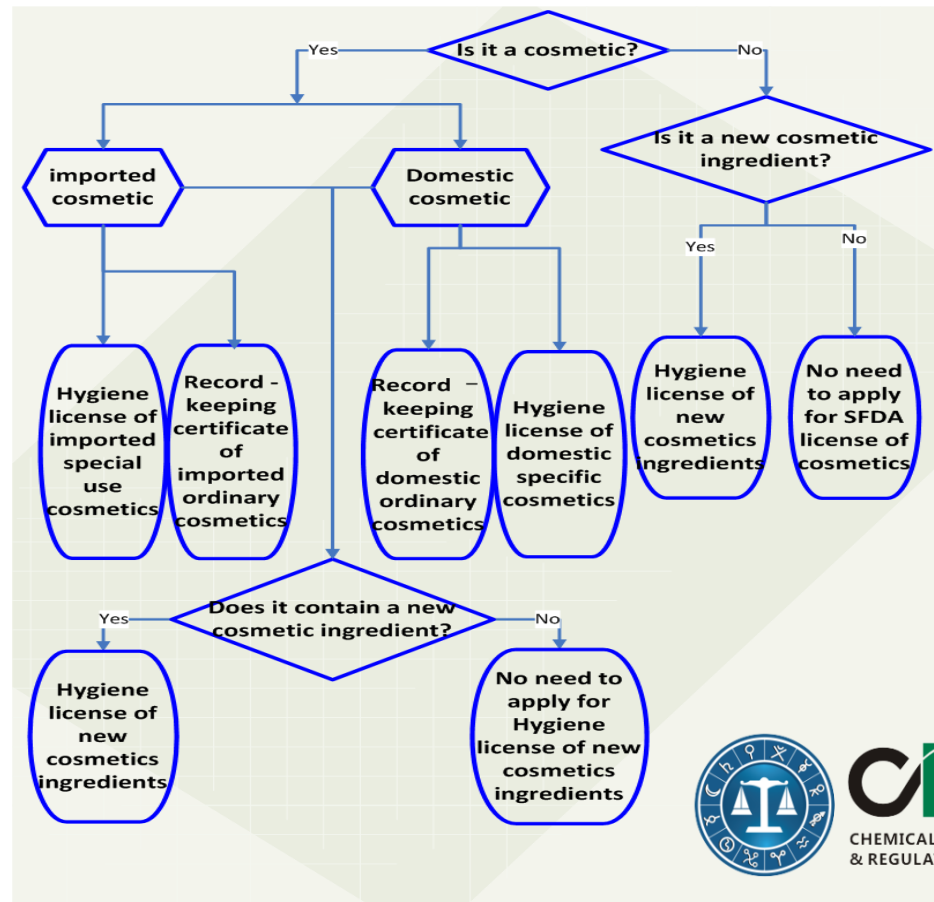 Is it a cosmetic?
Yes
No
Is it a new cosmetic
ingredient?
imported
cosmetic
Domestic
cosmetic
Yes
No
Hygiene
license of
imported
special
use
cosmetics
Record -
keeping
certificate
of
imported
ordinary
cosmetics
Record –
keeping
certificate
of
domestic
ordinary
cosmetics
Hygiene
license of
domestic
specific
cosmetics
Hygiene
license of
new
cosmetics
ingredients
No need
to apply
for SFDA
license of
cosmetics
Does it contain a new
cosmetic ingredient?
Yes
No
Hygiene
license of
new
cosmetics
ingredients
No need to
apply for
Hygiene
license of new
cosmetics
ingredients
CHEMICAL
& REGULA